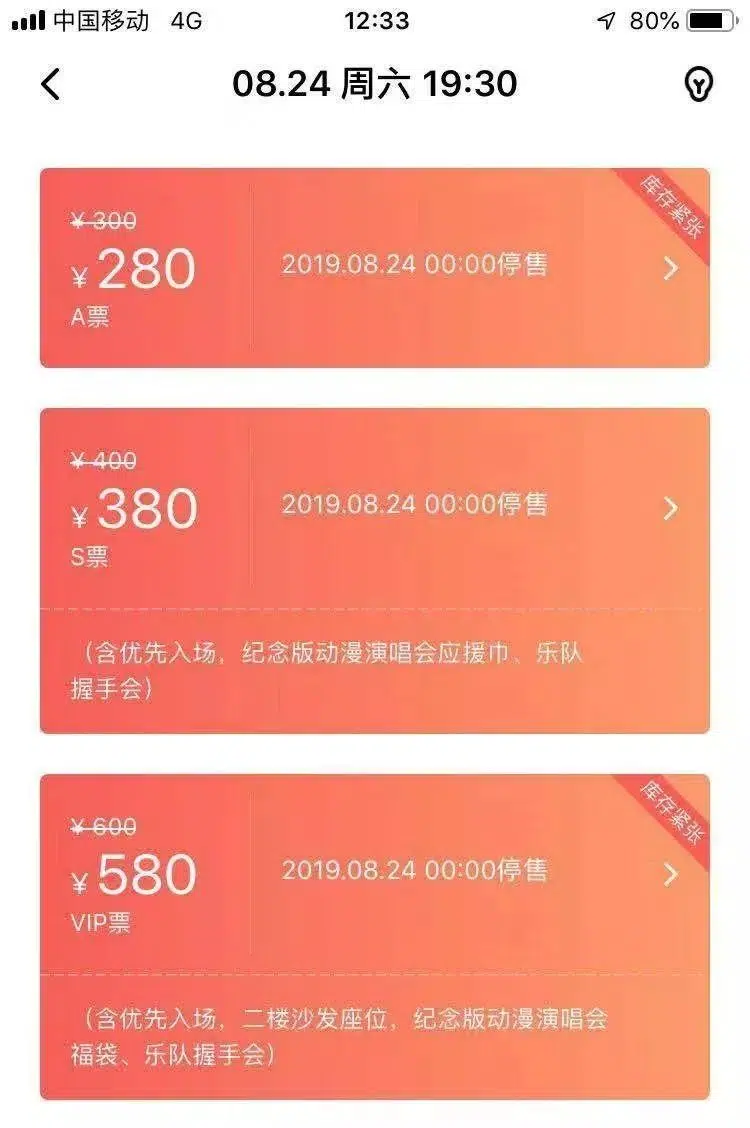 中国移动 4G 12:33 80%
08.24 周六 19:30
库存紧张
¥ 300
¥ 280
2019.08.24 00:00停售
A票
¥ 400
¥ 380
2019.08.24 00:00停售
S票
（含优先入场，纪念版动漫演唱会应援巾、乐队
握手会）
库存紧张
¥ 600
¥ 580
2019.08.24 00:00停售
VIP票
（含优先入场，二楼沙发座位，纪念版动漫演唱会
福袋、乐队握手会）